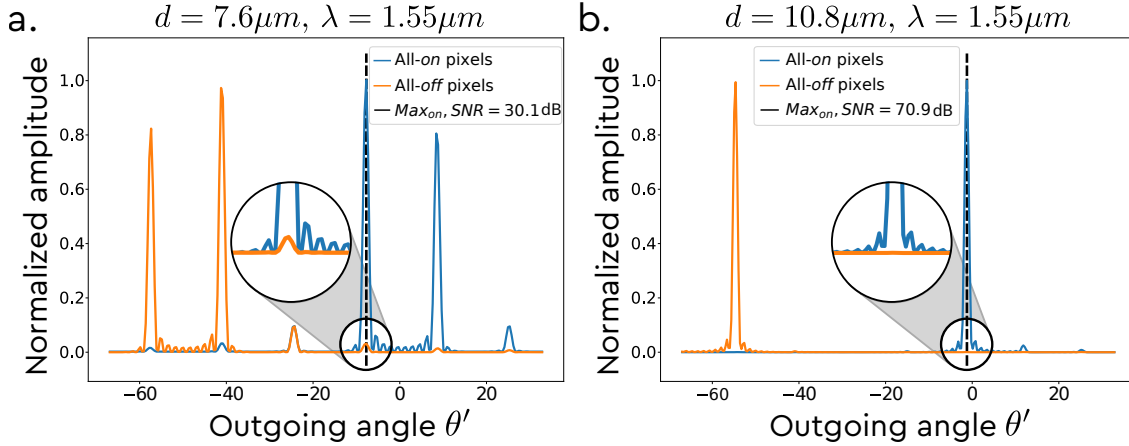 a.
d = 7.6μm, λ = 1.55μm
Normalized amplitude
1.0
0.8
0.6
0.4
0.2
0.0
All-on pixels
All-off pixels
Max_on, SNR = 30.1dB
−60
−40
−20
0
20
Outgoing angle θ′
b.
d = 10.8μm, λ = 1.55μm
Normalized amplitude
1.0
0.8
0.6
0.4
0.2
0.0
All-on pixels
All-off pixels
Max_on, SNR = 70.9dB
−60
−40
−20
0
20
Outgoing angle θ′